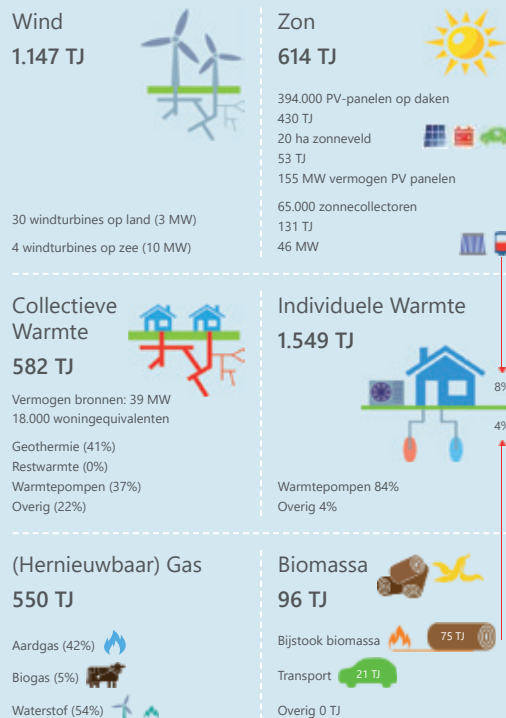 Wind
1.147 TJ
30 windturbines op land (3 MW)
4 windturbines op zee (10 MW)
Zon
614 TJ
394.000 PV-panelen op daken
430 TJ
20 ha zonneveld
53 TJ
155 MW vermogen PV panelen
65.000 zonnecollectoren
131 TJ
46 MW
Collectieve
Warmte
582 TJ
Vermogen bronnen: 39 MW
18.000 woningequivalenten
Geothermie (41%)
Restwarmte (0%)
Warmtepompen (37%)
Overig (22%)
Individuele Warmte
1.549 TJ
8%
4%
Warmtepompen 84%
Overig 4%
(Hernieuwbaar) Gas
550 TJ
Aardgas (42%)
Biogas (5%)
Waterstof (54%)
Biomassa
96 TJ
Bijstook biomassa 75 TJ
Transport 21 TJ
Overig 0 TJ